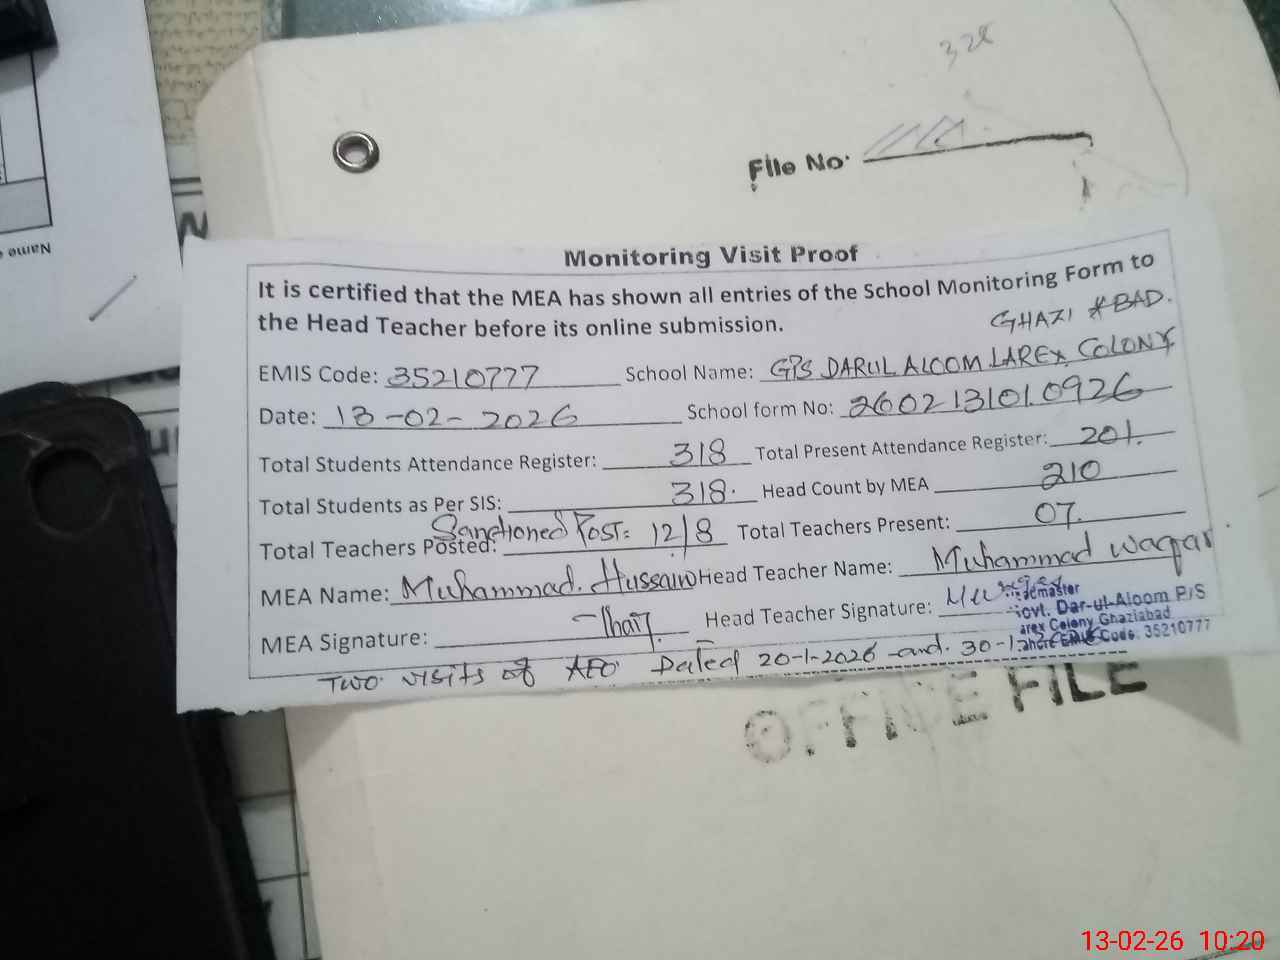 328
File No.
Monitoring Visit Proof
It is certified that the MEA has shown all entries of the School Monitoring Form to
the Head Teacher before its online submission.
GHAZI ABAD.
EMIS Code: 35210777 School Name: GPS DARUL ALOOM LAREX COLONY
Date: 13-02-2026 School form No: 2602131010926
Total Students Attendance Register: 318 Total Present Attendance Register: 201.
Total Students as Per SIS: 318. Head Count by MEA 210
Sanctioned Post= 12/8
Total Teachers Posted: Total Teachers Present: 07.
MEA Name: Muhammad. Hussain Head Teacher Name: Muhammad waqar
MEA Signature: Head Teacher Signature:
Govt. Dar-ul-Aloom P/S
arex Colony Ghaziabad
Code: 35210777
Two visits of AEO Dated 20-1-2026 and. 30-1-
OFFICE FILE
Name
13-02-26 10:20